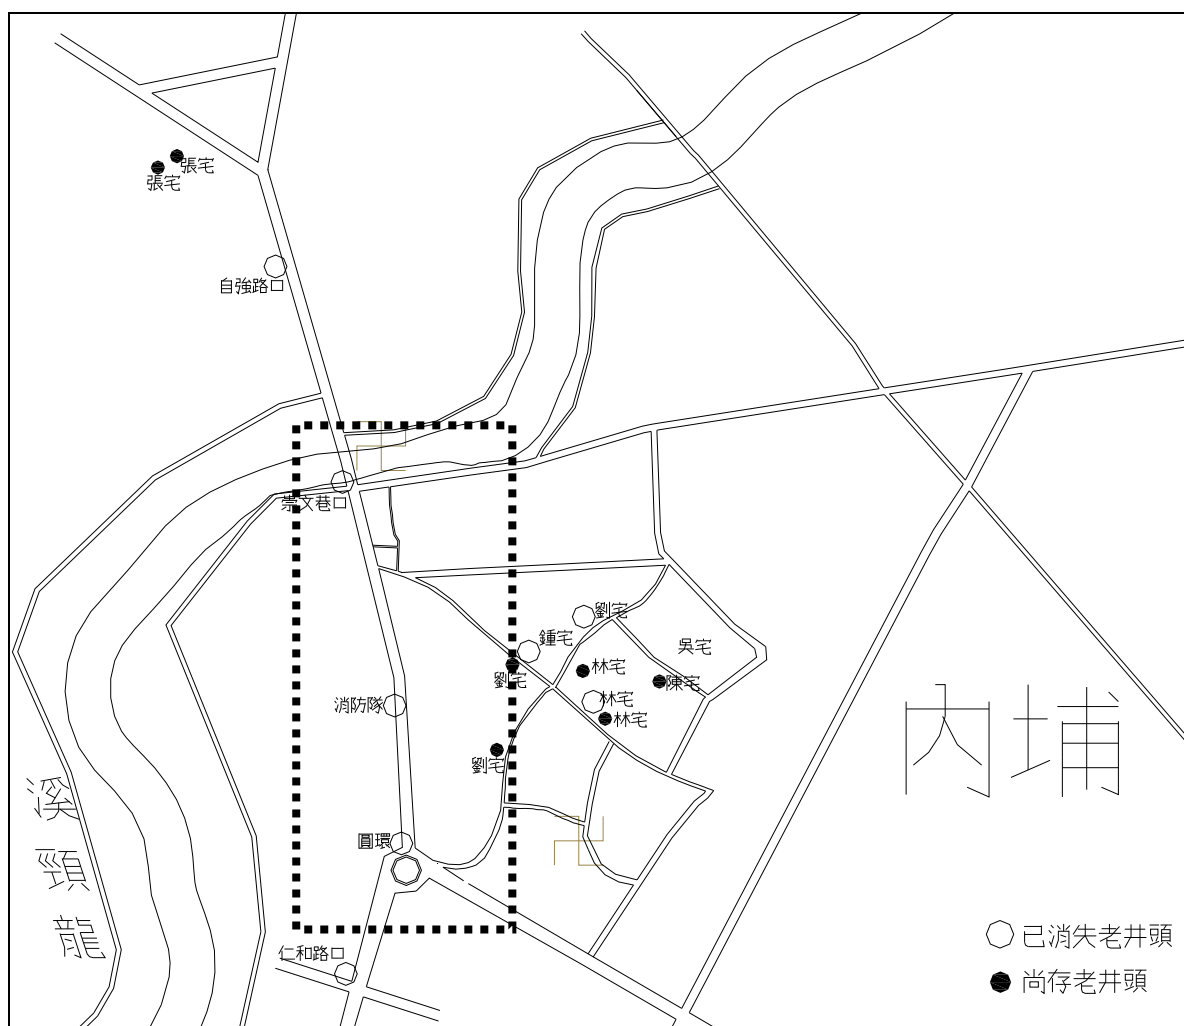 張宅
張宅
自強路口
崇文巷口
劉宅
鍾宅
吳宅
林宅
劉宅
陳宅
林宅
消防隊
林宅
劉宅
內埔
溪頸龍
圓環
仁和路口
已消失老井頭
尚存老井頭